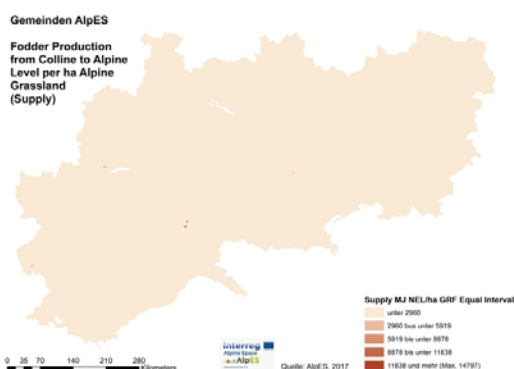 Gemeinden AlpES
Fodder Production
from Colline to Alpine
Level per ha Alpine
Grassland
(Supply)
Supply MJ NEL/ha GRF Equal Interval
unter 2960
2960 bus unter 5919
5919 bis unter 8878
8878 bis unter 11838
11838 und mehr (Max. 14797)
0 35 70 140 210 280
Kilometers
Interreg
Alpine Space
AlpES
Quelle: AlpES, 2017